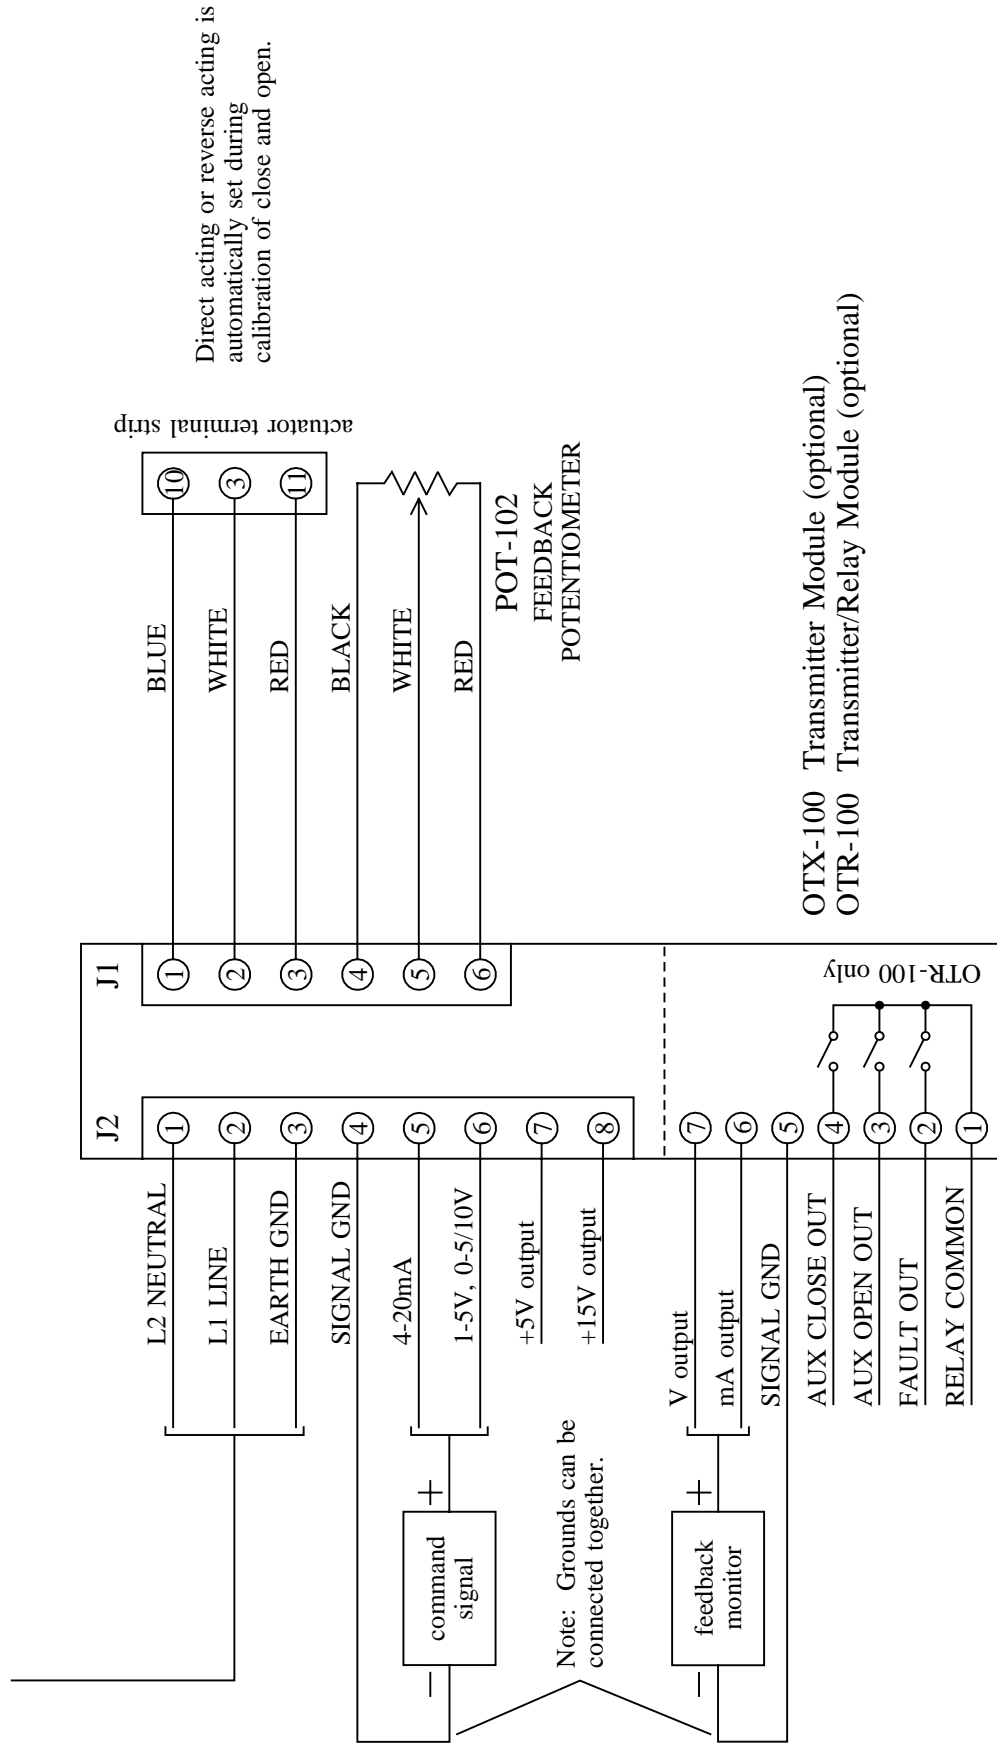 Direct acting or reverse acting is
automatically set during
calibration of close and open.
actuator terminal strip
10
3
11
BLUE
WHITE
RED
BLACK
WHITE
RED
POT-102
FEEDBACK
POTENTIOMETER
J1
1
2
3
4
5
6
J2
1
2
3
4
5
6
7
8
L2 NEUTRAL
L1 LINE
EARTH GND
SIGNAL GND
4-20mA
1-5V, 0-5/10V
+5V output
+15V output
+
command
signal
−
Note: Grounds can be
connected together.
OTX-100 Transmitter Module (optional)
OTR-100 Transmitter/Relay Module (optional)
OTR-100 only
7
6
5
4
3
2
1
V output
mA output
SIGNAL GND
AUX CLOSE OUT
AUX OPEN OUT
FAULT OUT
RELAY COMMON
+
feedback
monitor
−